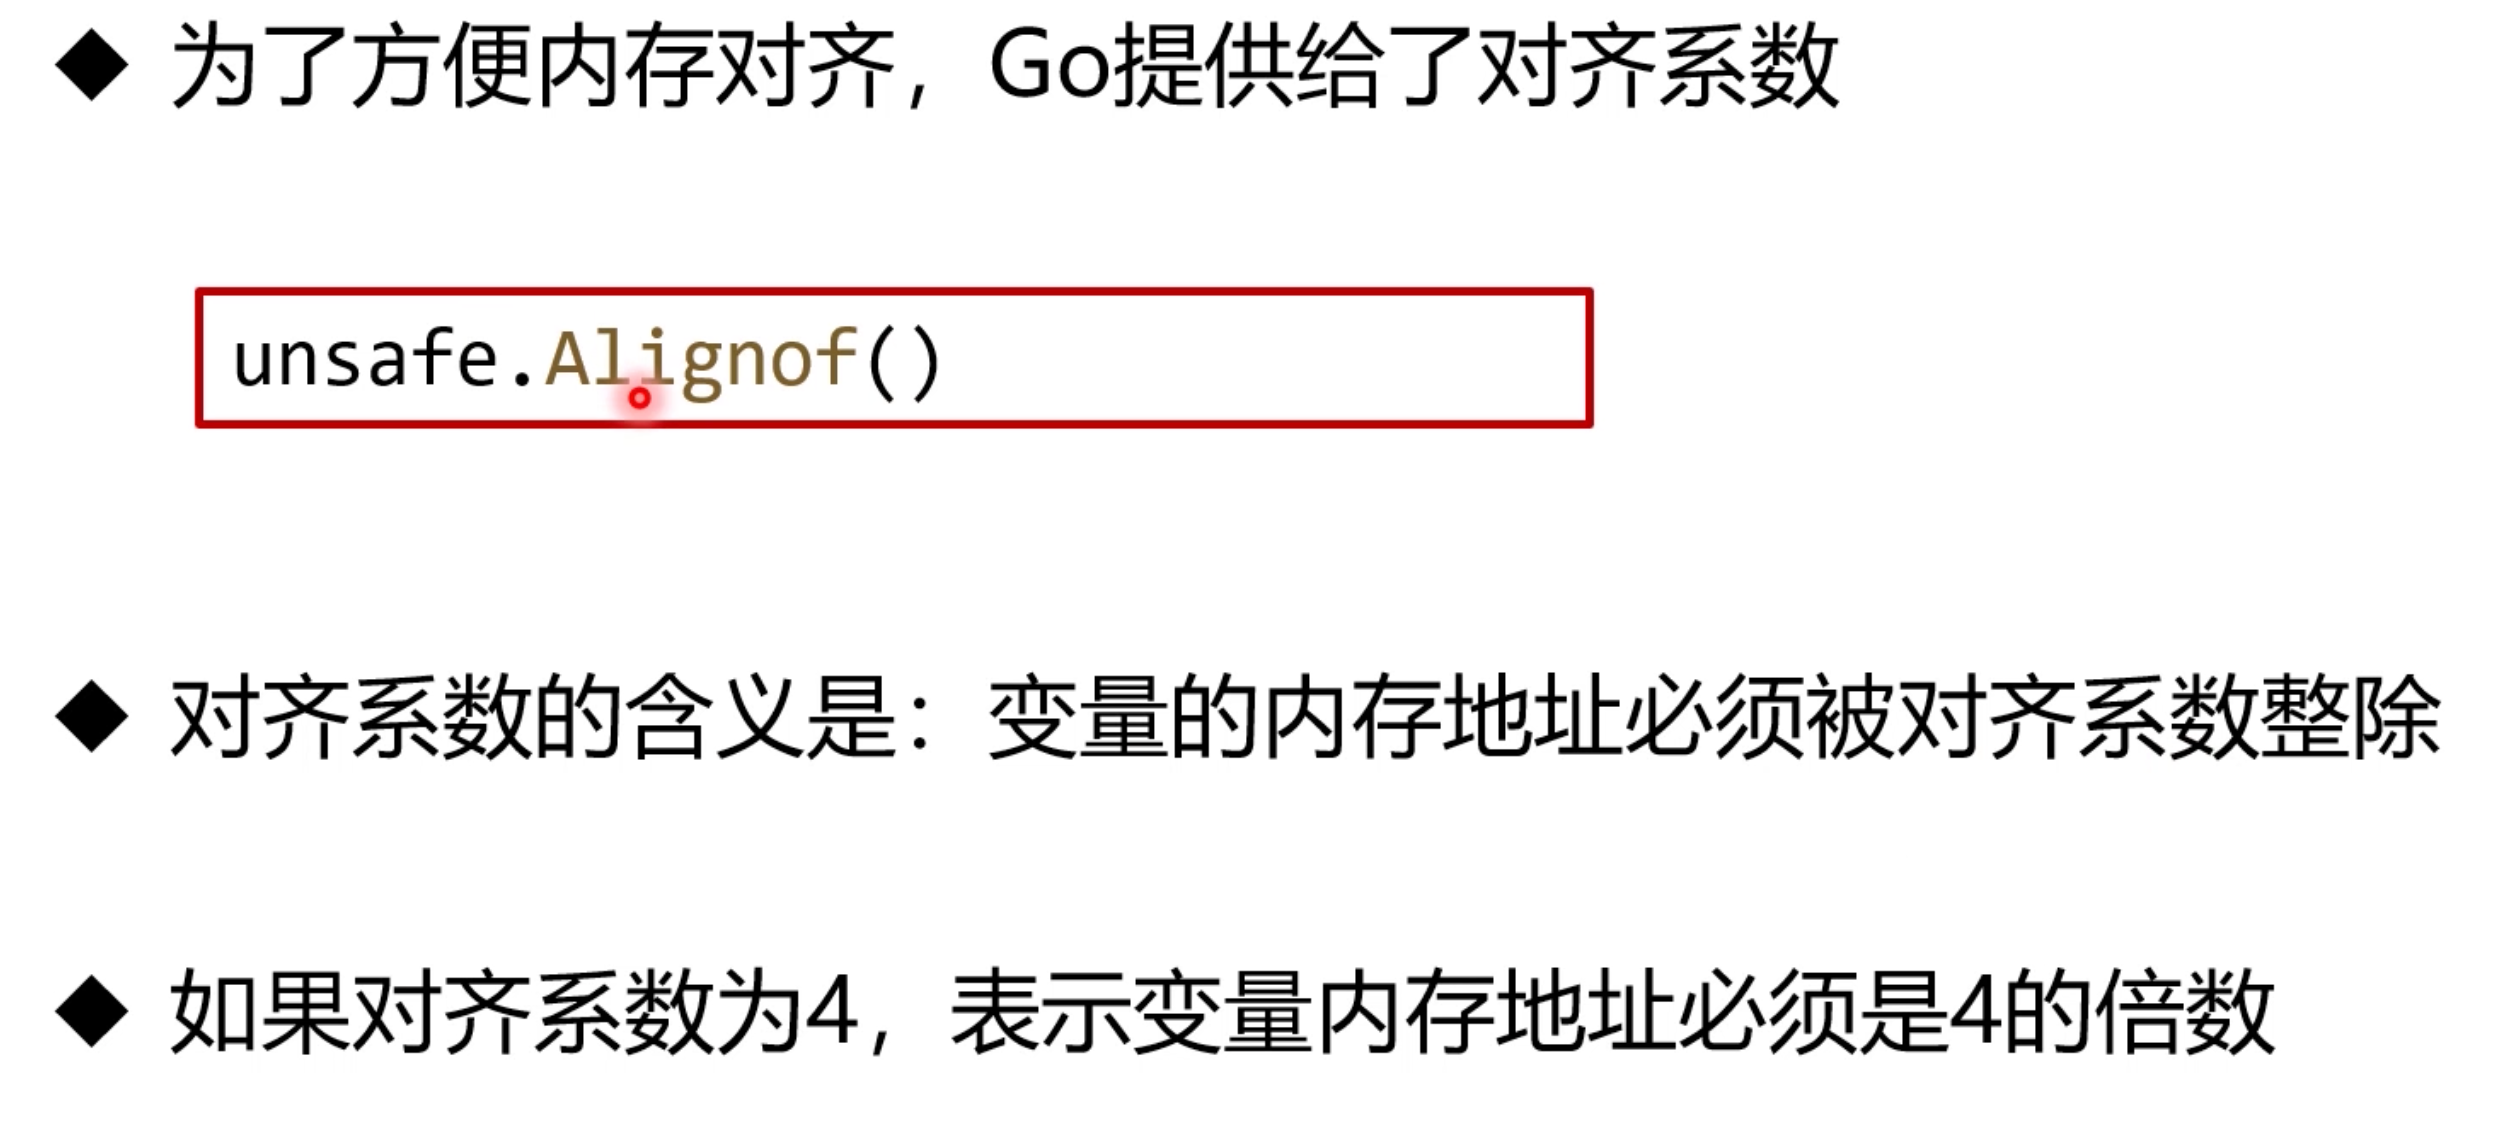 ◆ 为了方便内存对齐，Go提供给了对齐系数
unsafe.Alignof()
◆ 对齐系数的含义是：变量的内存地址必须被对齐系数整除
◆ 如果对齐系数为4，表示变量内存地址必须是4的倍数